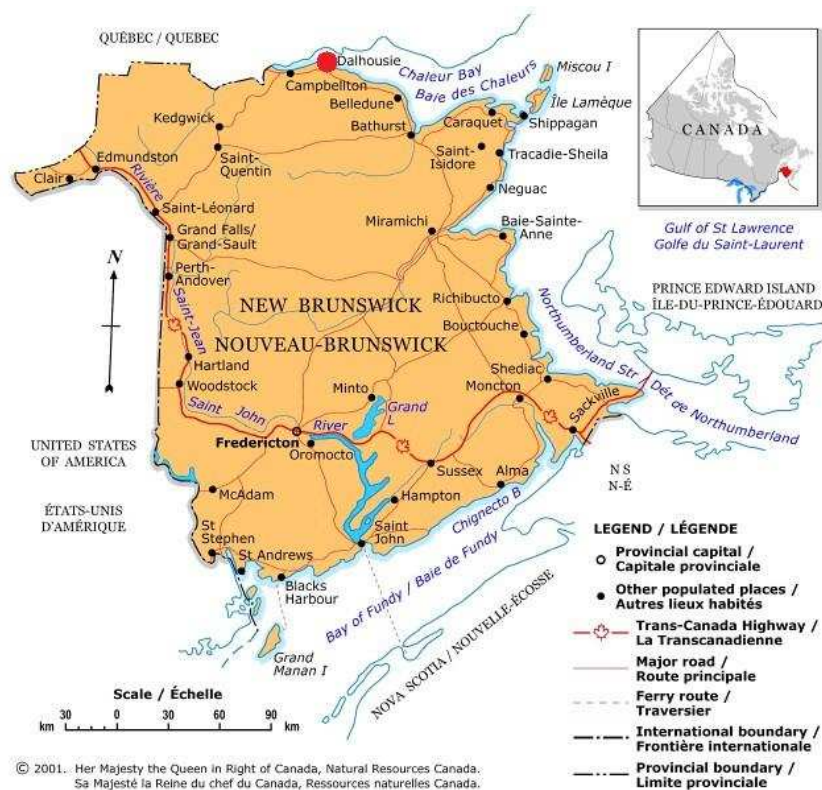 QUÉBEC / QUEBEC
Dalhousie
Campbellton
Chaleur Bay
Baie des Chaleurs
Miscou I
Île Lamèque
Belledune
Kedgwick
Bathurst
Caraquet
Shippagan
Saint-
Isidore
Tracadie-Sheila
Saint-
Quentin
Edmundston
Clair
Rivière
Neguac
Saint-Léonard
Grand Falls/
Grand-Sault
Miramichi
Baie-Sainte-
Anne
CANADA
Gulf of St Lawrence
Golfe du Saint-Laurent
N
Perth-
Andover
Saint-Jean
NEW BRUNSWICK
NOUVEAU-BRUNSWICK
Richibucto
Bouctouche
PRINCE EDWARD ISLAND
ÎLE-DU-PRINCE-ÉDOUARD
Northumberland Str / Dét de Northumberland
Hartland
Woodstock
Minto
Grand
L
Moncton
Shediac
Sackville
Saint John River
Fredericton
Oromocto
UNITED STATES
OF AMERICA
ÉTATS-UNIS
D'AMÉRIQUE
Sussex
Alma
N S
N-É
McAdam
Hampton
Chignecto B
St
Stephen
St Andrews
Saint
John
Blacks
Harbour
Bay of Fundy / Baie de Fundy
Grand
Manan I
NOVA SCOTIA / NOUVELLE-ÉCOSSE
LEGEND / LÉGENDE
Provincial capital /
Capitale provinciale
Other populated places /
Autres lieux habités
Trans-Canada Highway /
La Transcanadienne
Major road /
Route principale
Ferry route /
Traversier
International boundary /
Frontière internationale
Provincial boundary /
Limite provinciale
Scale / Échelle
30 0 30 60 90
km km
© 2001. Her Majesty the Queen in Right of Canada, Natural Resources Canada.
Sa Majesté la Reine du chef du Canada, Ressources naturelles Canada.